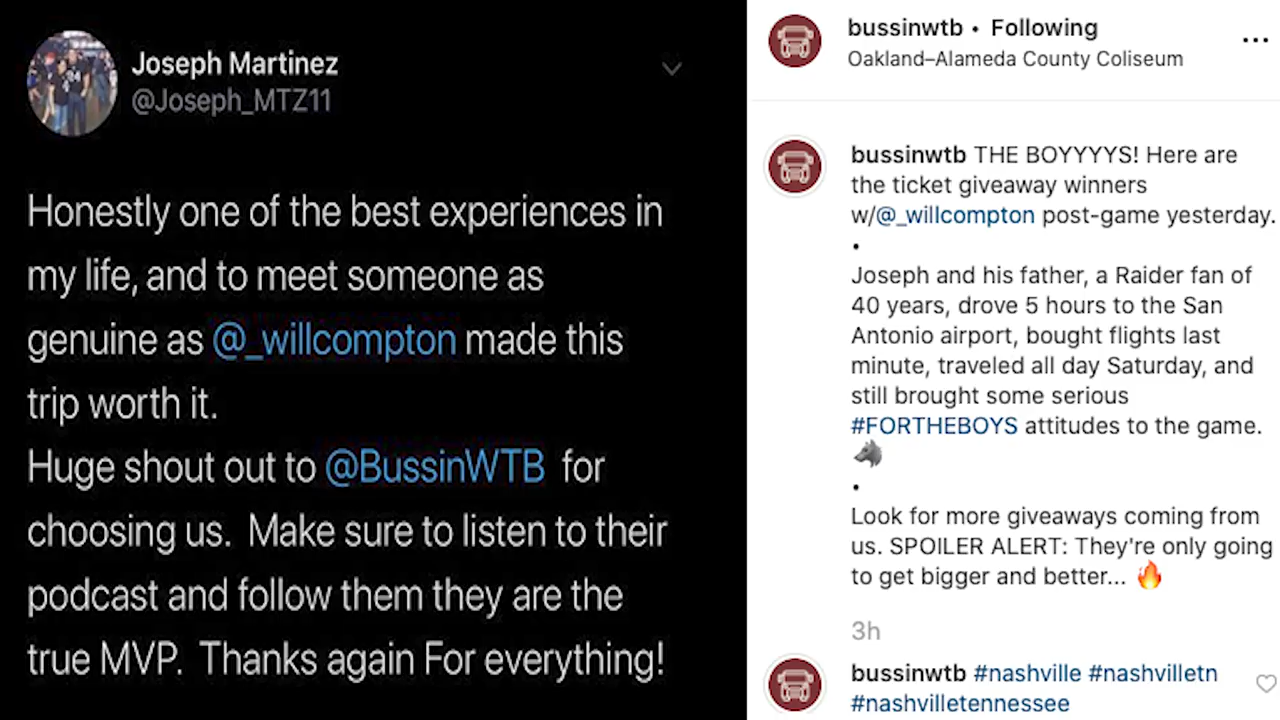 Joseph Martinez
@Joseph_MTZ11
Honestly one of the best experiences in
my life, and to meet someone as
genuine as @_willcompton made this
trip worth it.
Huge shout out to @BussinWTB for
choosing us. Make sure to listen to their
podcast and follow them they are the
true MVP. Thanks again For everything!
bussinwtb • Following
Oakland–Alameda County Coliseum
bussinwtb THE BOYYYYS! Here are
the ticket giveaway winners
w/@_willcompton post-game yesterday.
•
Joseph and his father, a Raider fan of
40 years, drove 5 hours to the San
Antonio airport, bought flights last
minute, traveled all day Saturday, and
still brought some serious
#FORTHEBOYS attitudes to the game.
🐺
•
Look for more giveaways coming from
us. SPOILER ALERT: They're only going
to get bigger and better... 🔥
3h
bussinwtb #nashville #nashvilletn
#nashvilletennessee